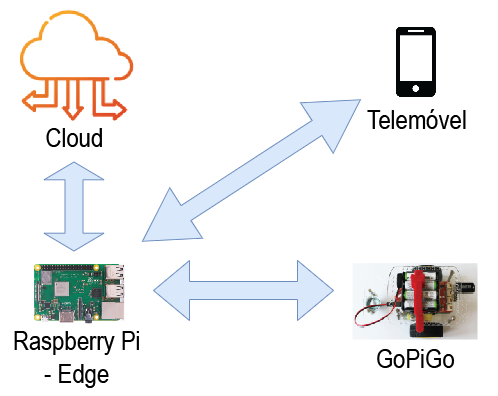 Cloud
Telemóvel
Raspberry Pi
- Edge
GoPiGo